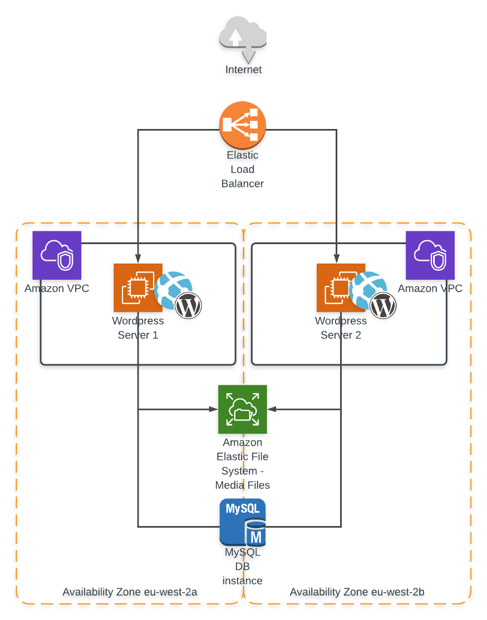 Internet
Elastic
Load
Balancer
Amazon VPC
Amazon VPC
Wordpress
Server 1
Wordpress
Server 2
Amazon
Elastic File
System -
Media Files
MySQL
M
MySQL
DB
instance
Availability Zone eu-west-2a
Availability Zone eu-west-2b